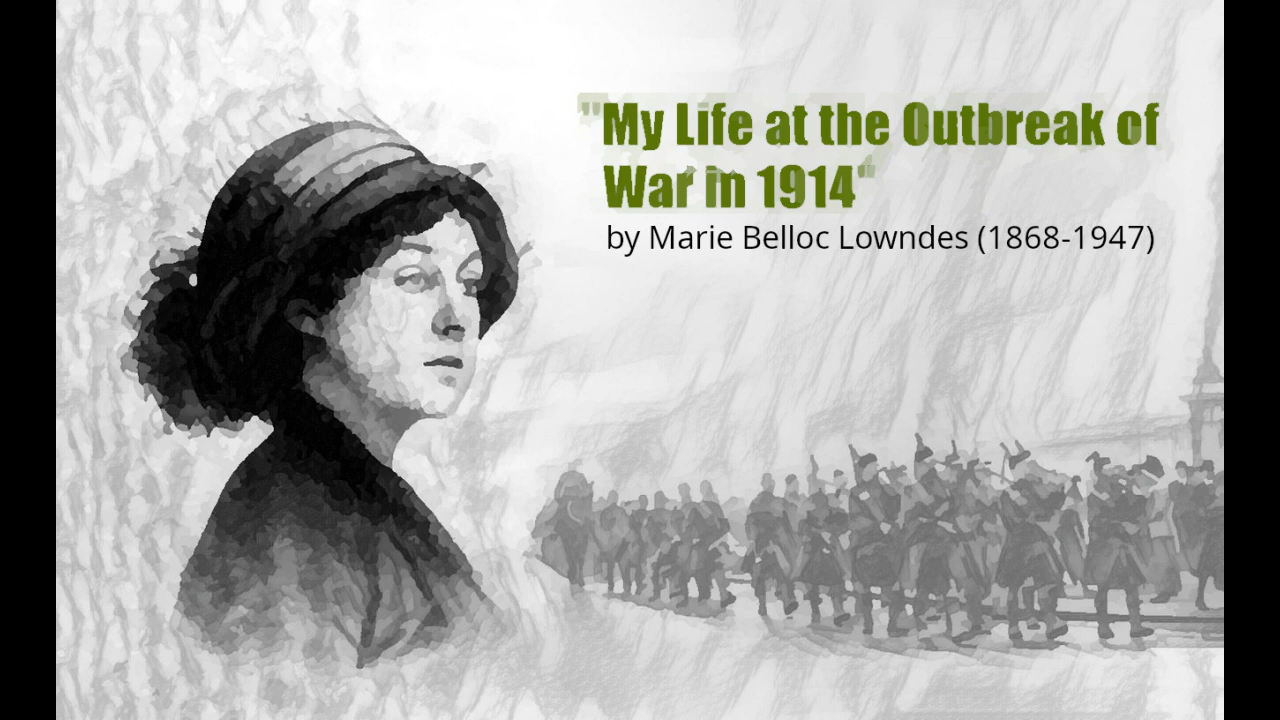 "My Life at the Outbreak of
War in 1914"
by Marie Belloc Lowndes (1868-1947)